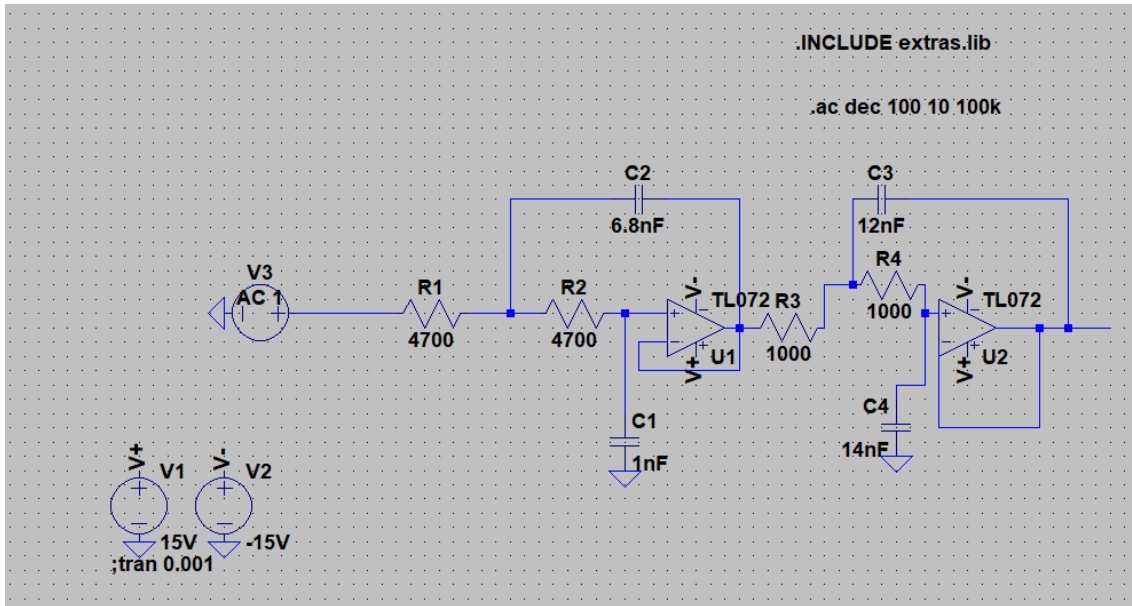 .INCLUDE extras.lib
.ac dec 100 10 100k
C2
6.8nF
C3
12nF
V3
AC 1
R1
4700
R2
4700
V-
TL072
V+
U1
R3
1000
R4
1000
V-
TL072
V+
U2
C1
1nF
C4
14nF
V+
V1
15V
V-
V2
-15V
;tran 0.001